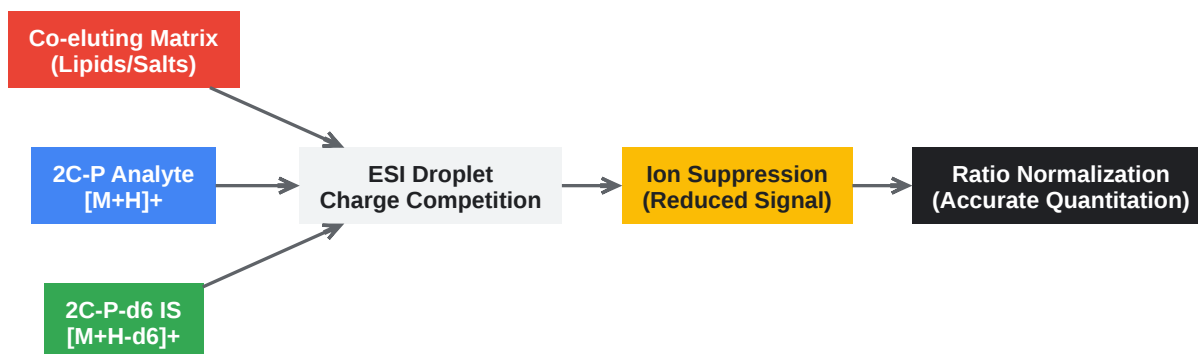 Co-eluting Matrix
(Lipids/Salts)
2C-P Analyte
[M+H]+
ESI Droplet
Charge Competition
Ion Suppression
(Reduced Signal)
Ratio Normalization
(Accurate Quantitation)
2C-P-d6 IS
[M+H-d6]+